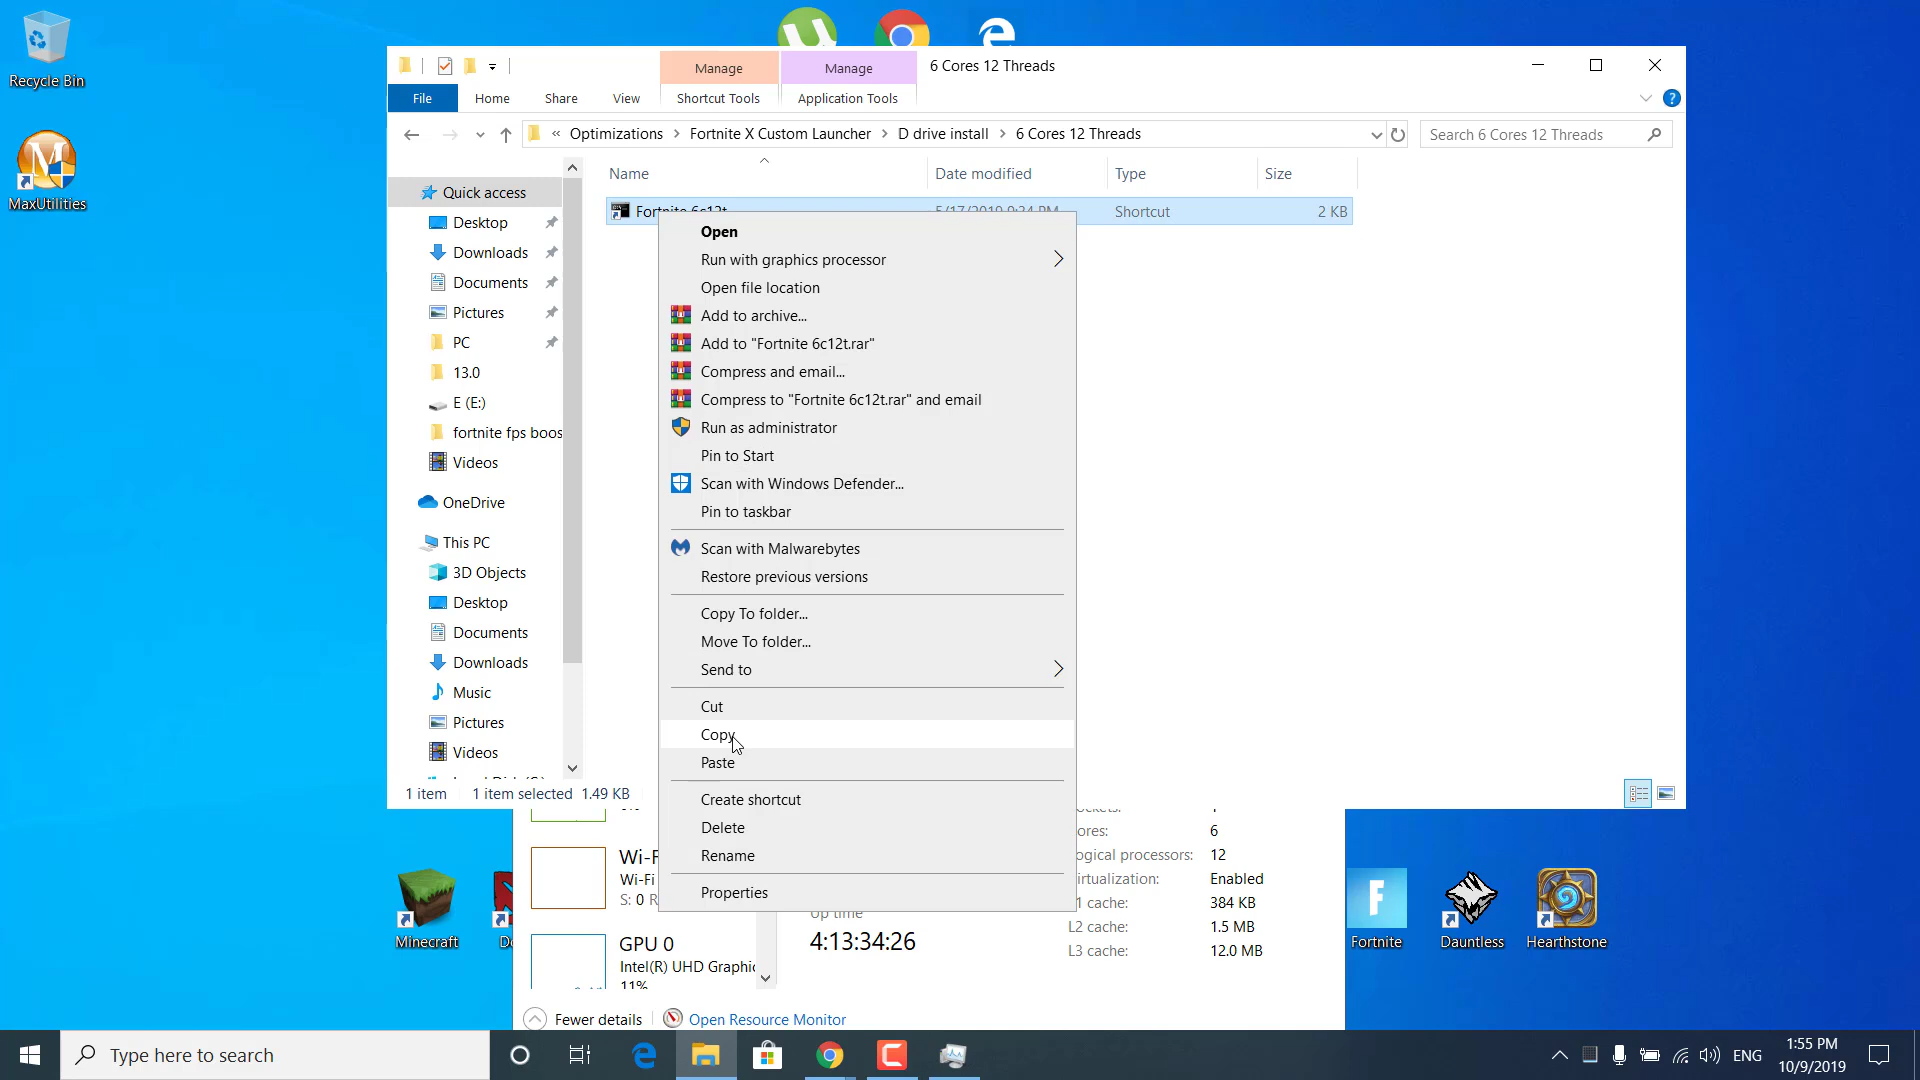 Recycle Bin
MaxUtilities
Manage
Manage
6 Cores 12 Threads
File
Home
Share
View
Shortcut Tools
Application Tools
« Optimizations > Fortnite X Custom Launcher > D drive install > 6 Cores 12 Threads
Search 6 Cores 12 Threads
Name
Date modified
Type
Size
Fortnite 6c12t
5/17/2019 9:34 PM
Shortcut
2 KB
Quick access
Desktop
Downloads
Documents
Pictures
PC
13.0
E (E:)
fortnite fps boos
Videos
OneDrive
This PC
3D Objects
Desktop
Documents
Downloads
Music
Pictures
Videos
1 item
1 item selected 1.49 KB
Open
Run with graphics processor
Open file location
Add to archive...
Add to "Fortnite 6c12t.rar"
Compress and email...
Compress to "Fortnite 6c12t.rar" and email
Run as administrator
Pin to Start
Scan with Windows Defender...
Pin to taskbar
Scan with Malwarebytes
Restore previous versions
Copy To folder...
Move To folder...
Send to
Cut
Copy
Paste
Create shortcut
Delete
Rename
Properties
Wi-F
Wi-Fi
S: 0 R
GPU 0
Intel(R) UHD Graphic
11%
Up time
4:13:34:26
ores: 6
ogical processors: 12
irtualization: Enabled
1 cache: 384 KB
L2 cache: 1.5 MB
L3 cache: 12.0 MB
Fewer details
Open Resource Monitor
Minecraft
Fortnite
Dauntless
Hearthstone
Type here to search
ENG
1:55 PM
10/9/2019